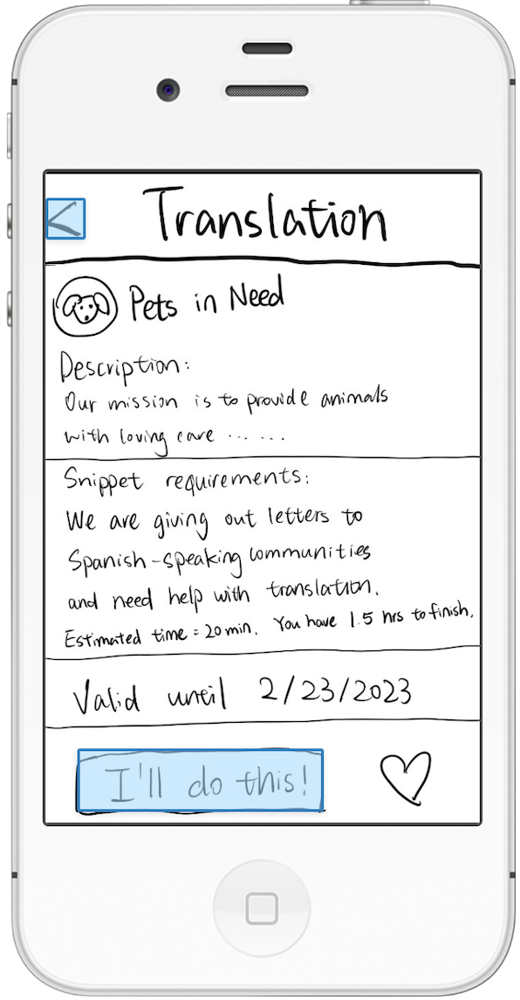 < Translation
Pets in Need
Description:
Our mission is to provide animals
with loving care ... ...
Snippet requirements:
We are giving out letters to
Spanish-speaking communities
and need help with translation.
Estimated time = 20 min. You have 1.5 hrs to finish.
Valid until 2/23/2023
I'll do this!